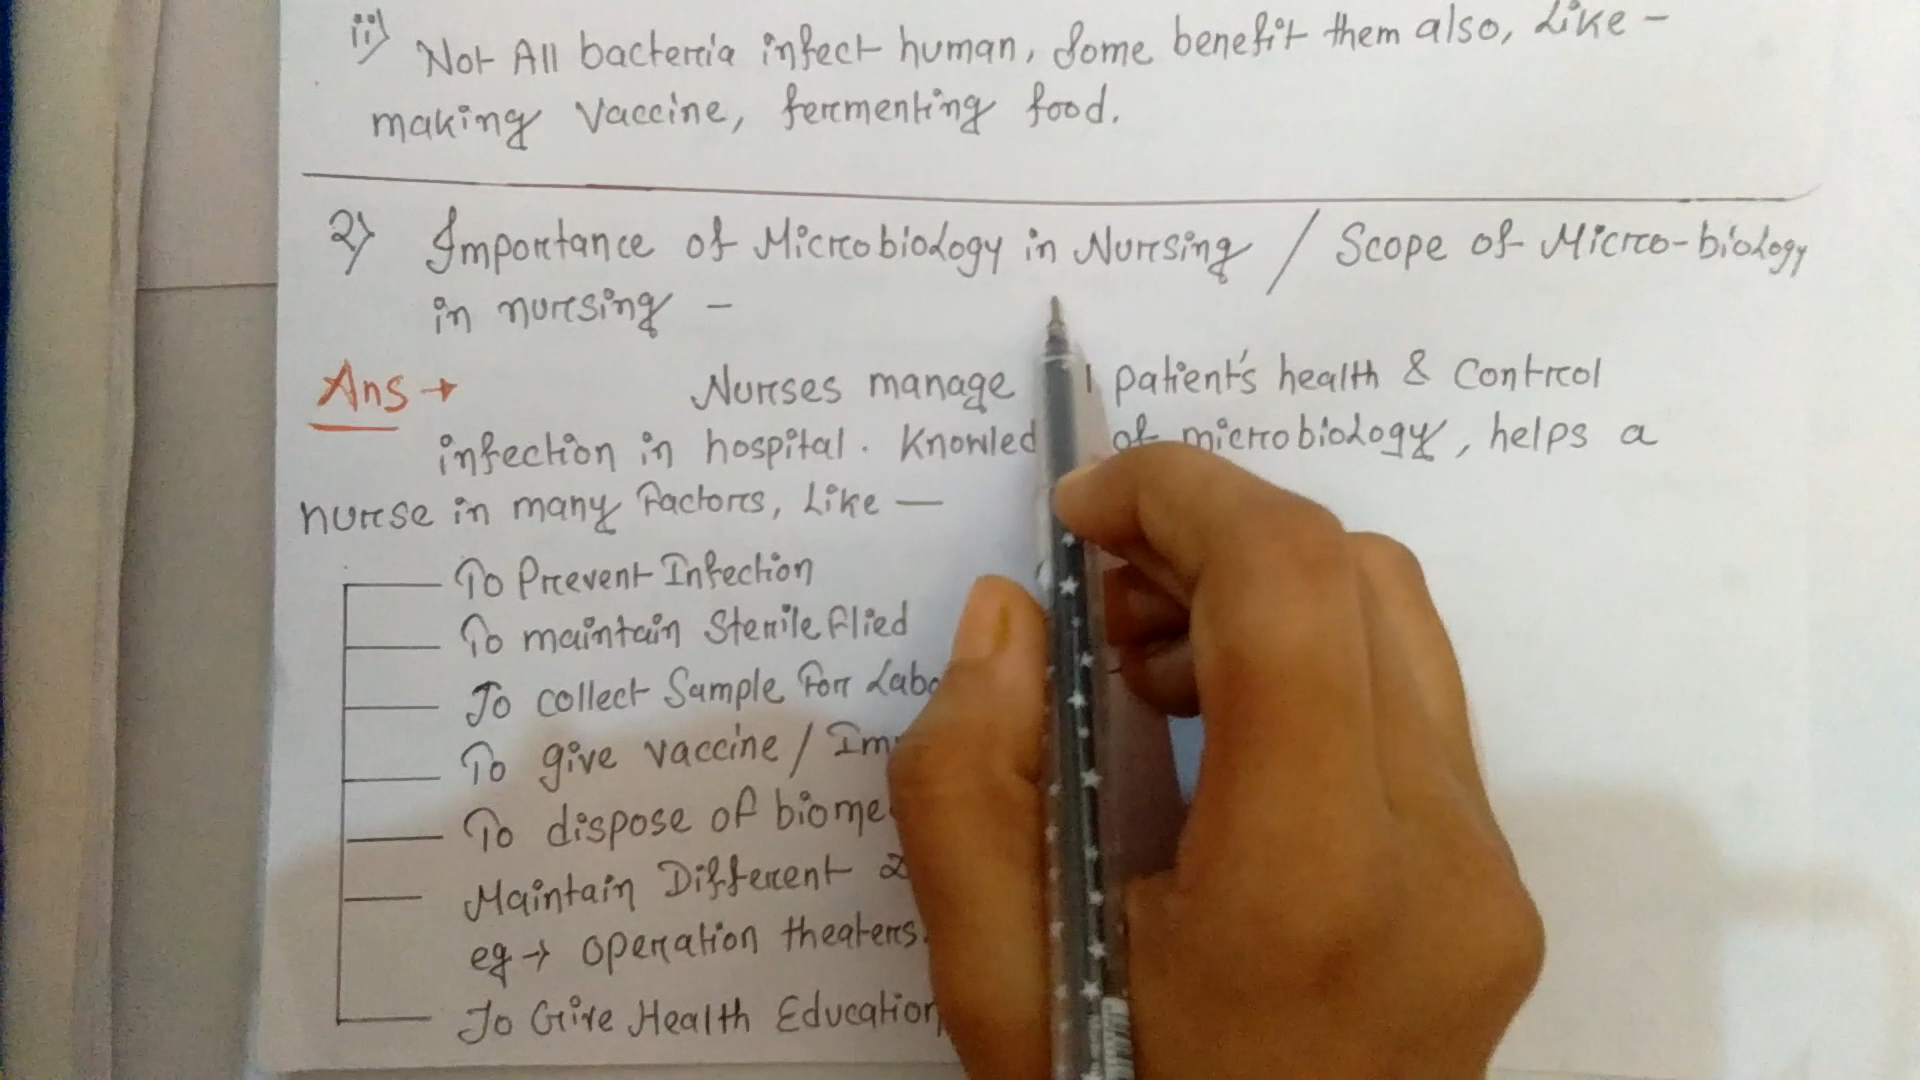 ii) Not All bacteria infect human, Some benefit them also, Like -
making Vaccine, fermenting food.
2) Importance of Microbiology in Nursing / Scope of Micro-biology
in nursing -
Ans → Nurses manage patient's health & Control
infection in hospital. of microbiology, helps a
nurse in many Factors, Like —
To Prevent Infection
To maintain Sterile flied
To collect Sample For
To give vaccine /
To dispose of
Maintain Different
eg → Operation theaters.
To Give Health Education